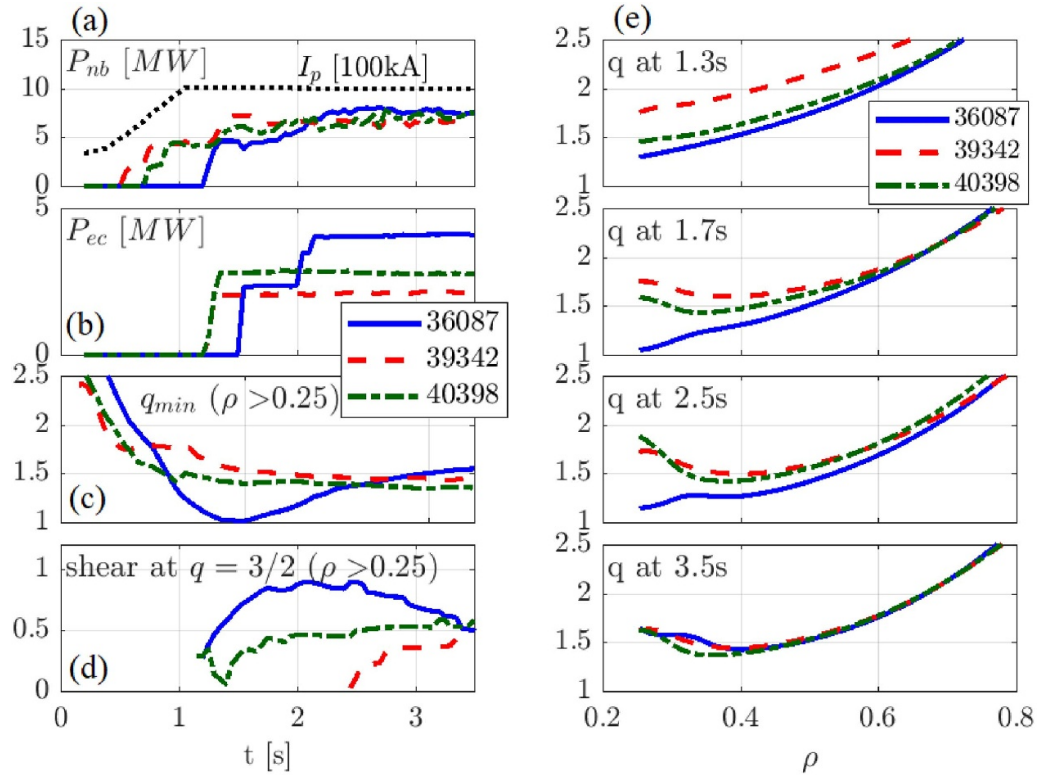 (a)
15
10
5
0
P_nb [MW]
I_p [100kA]
5
0
P_ec [MW]
(b)
36087
39342
40398
2.5
2
1.5
1
q_min (ρ >0.25)
(c)
1
0.5
0
shear at q = 3/2 (ρ >0.25)
(d)
0
1
2
3
t [s]
(e)
2.5
2
1.5
1
q at 1.3s
36087
39342
40398
2.5
2
1.5
1
q at 1.7s
2.5
2
1.5
1
q at 2.5s
2.5
2
1.5
1
q at 3.5s
0.2
0.4
0.6
0.8
ρ